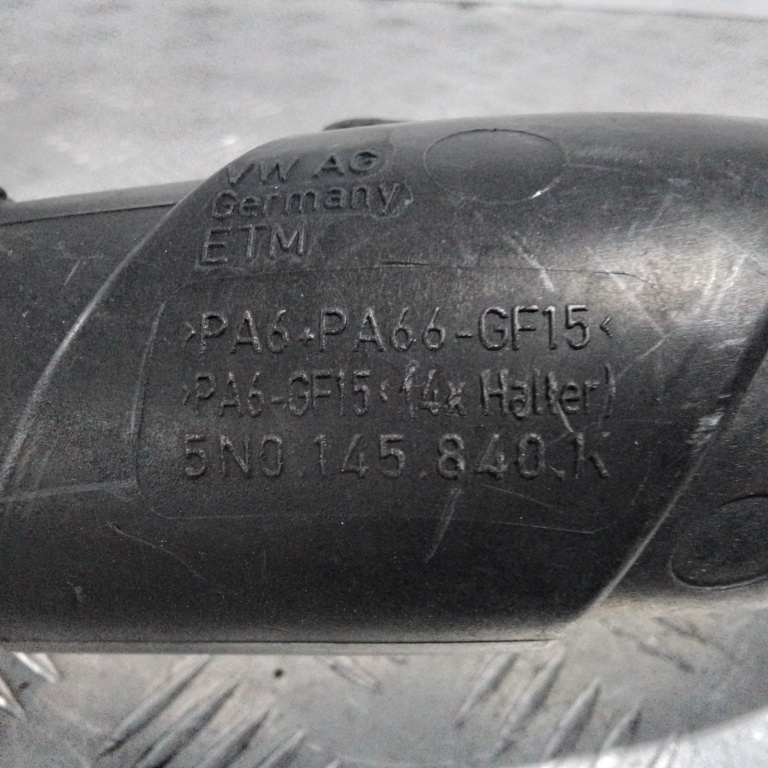 VW AG
Germany
ETM
>PA6+PA66-GF15<
>PA6-GF15< (4x Halter)
5N0.145.840.K